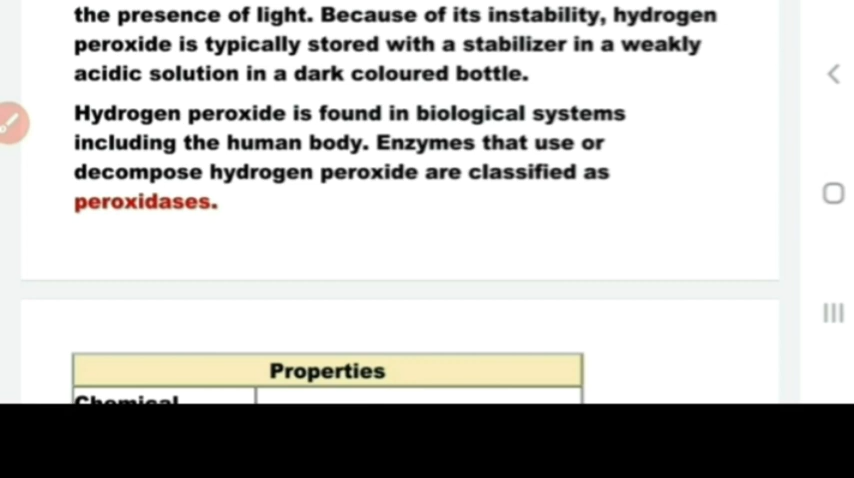 the presence of light. Because of its instability, hydrogen
peroxide is typically stored with a stabilizer in a weakly
acidic solution in a dark coloured bottle.
Hydrogen peroxide is found in biological systems
including the human body. Enzymes that use or
decompose hydrogen peroxide are classified as
peroxidases.
Properties
Chemical